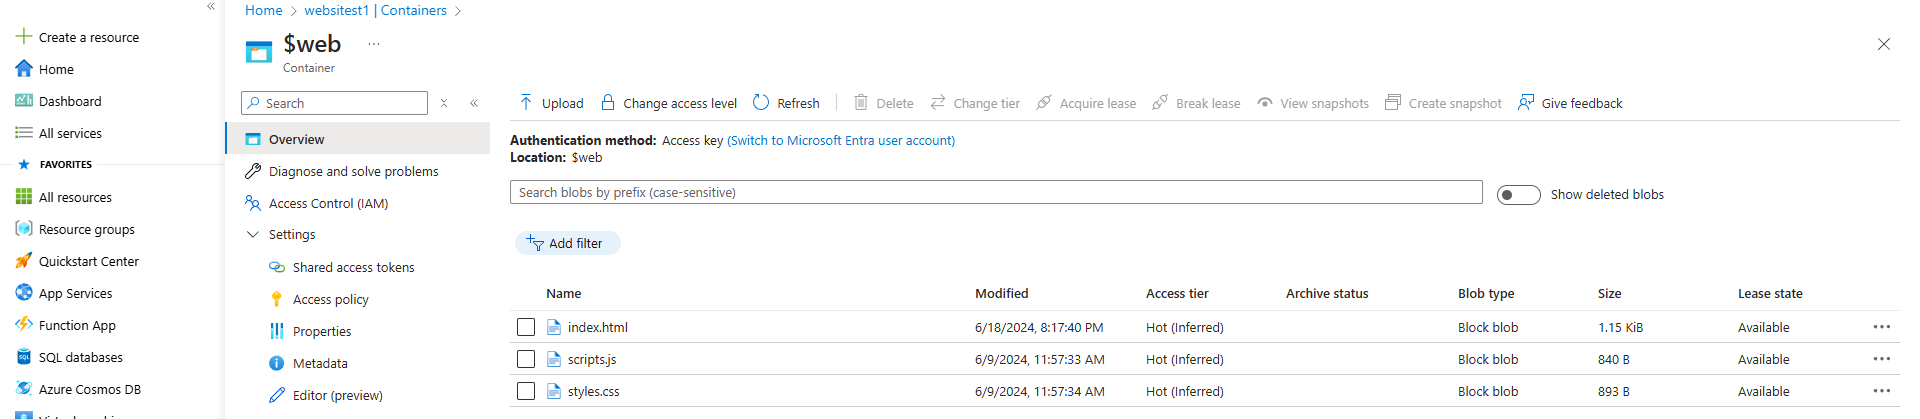 «
Create a resource
Home
Dashboard
All services
FAVORITES
All resources
Resource groups
Quickstart Center
App Services
Function App
SQL databases
Azure Cosmos DB
Home > websitest1 | Containers >
$web ...
Container
Search
«
Overview
Diagnose and solve problems
Access Control (IAM)
Settings
Shared access tokens
Access policy
Properties
Metadata
Editor (preview)
Upload Change access level Refresh Delete Change tier Acquire lease Break lease View snapshots Create snapshot Give feedback
Authentication method: Access key (Switch to Microsoft Entra user account)
Location: $web
Search blobs by prefix (case-sensitive)
Show deleted blobs
Add filter
Name Modified Access tier Archive status Blob type Size Lease state
index.html 6/18/2024, 8:17:40 PM Hot (Inferred) Block blob 1.15 KiB Available ...
scripts.js 6/9/2024, 11:57:33 AM Hot (Inferred) Block blob 840 B Available ...
styles.css 6/9/2024, 11:57:34 AM Hot (Inferred) Block blob 893 B Available ...